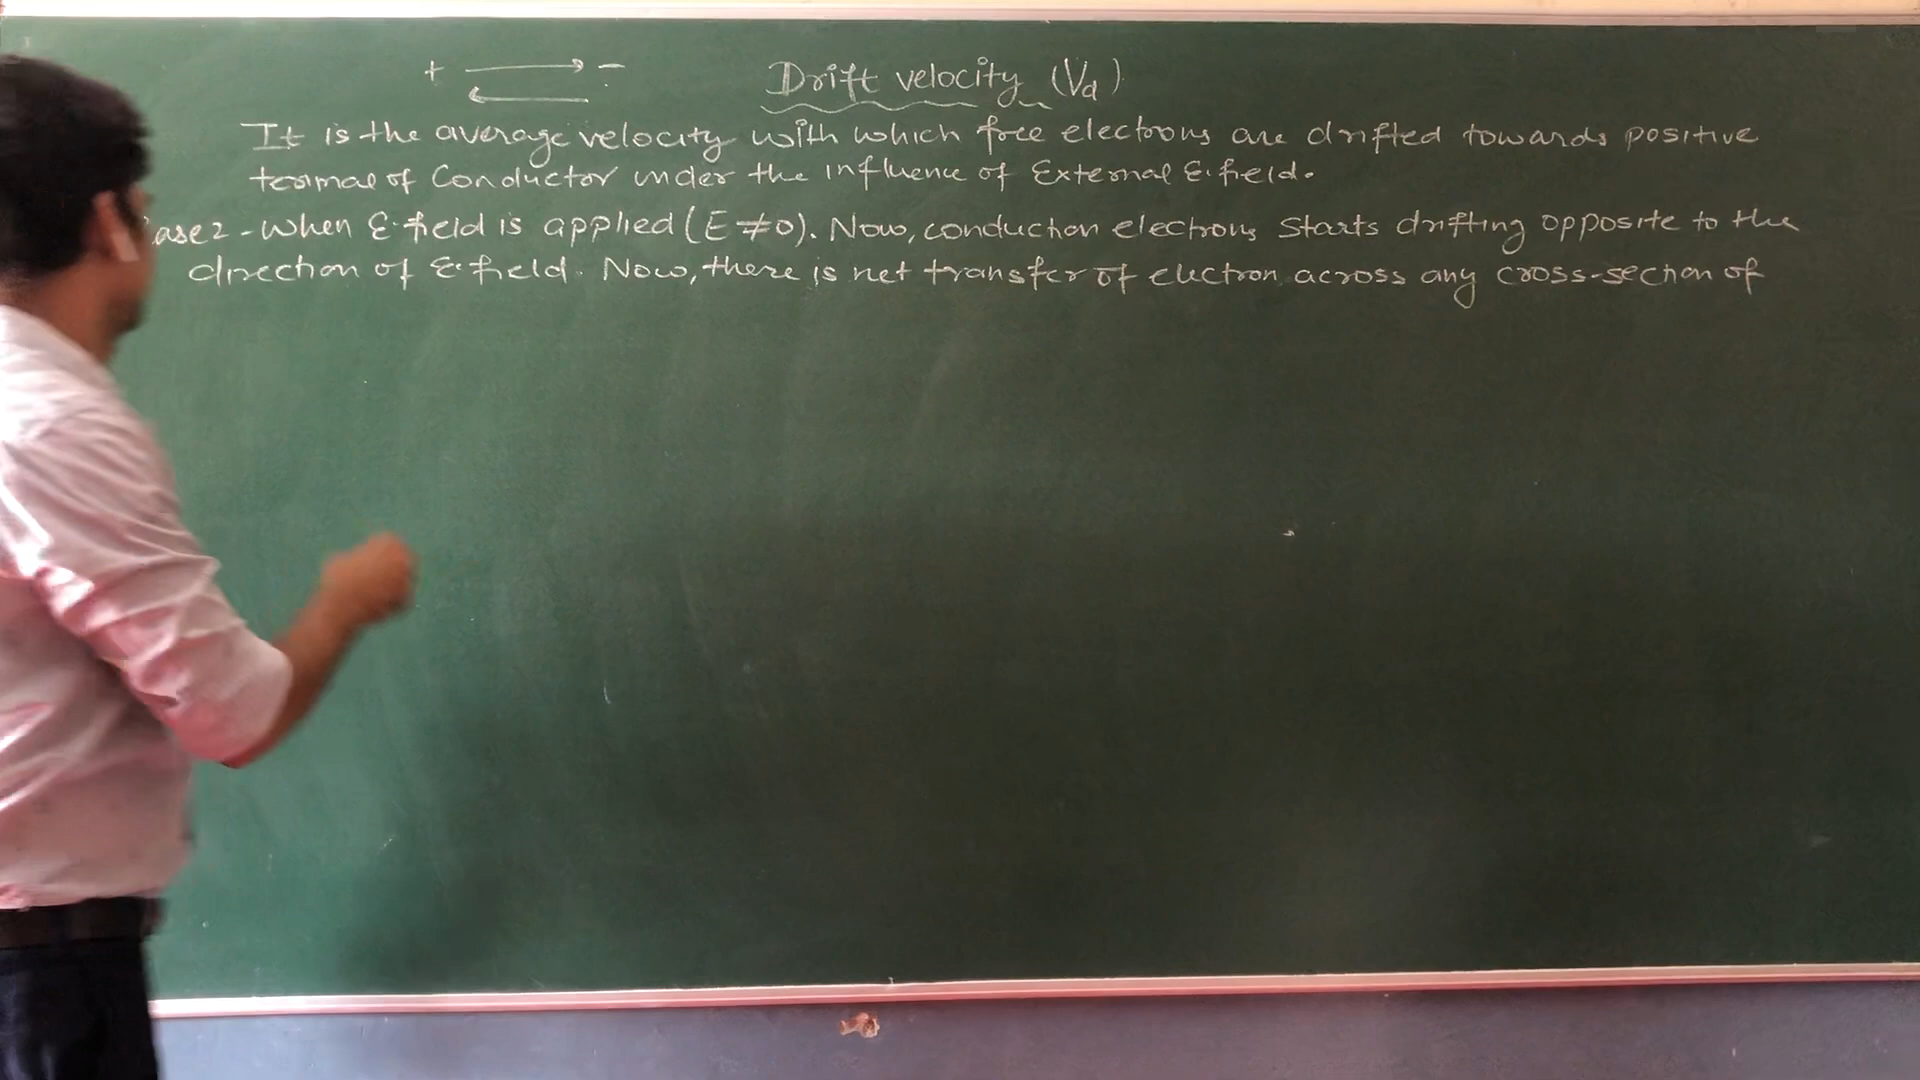 + → -
←
Drift velocity (Vd)
It is the average velocity with which free electrons are drifted towards positive
termal of Conductor under the influence of External E.field.
ase2 - When E.field is applied (E≠0). Now, conduction electrons starts drifting opposite to the
direction of E.field. Now, there is net transfer of electron across any cross-section of